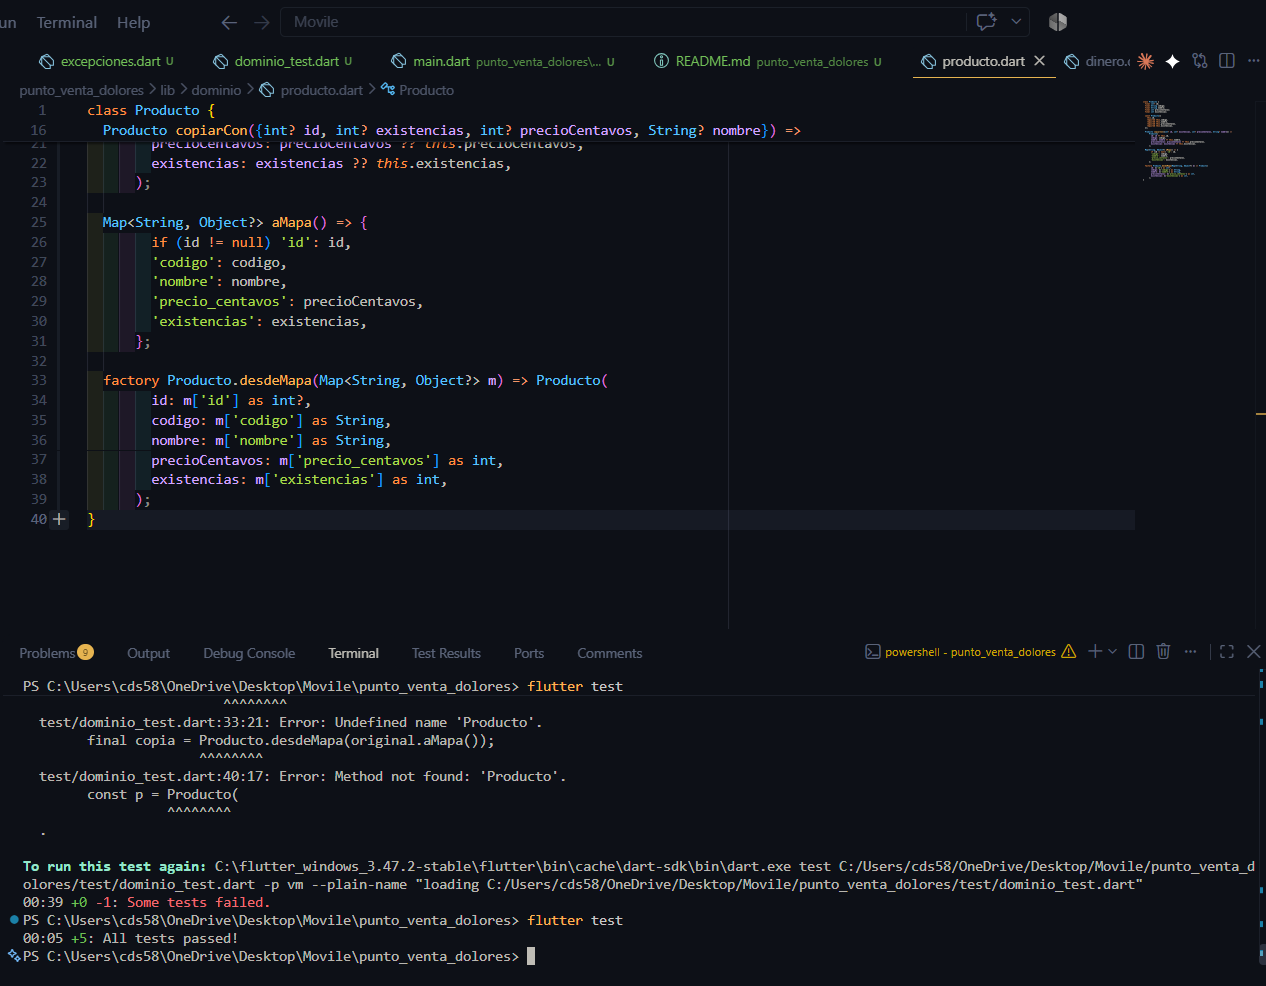 un Terminal Help
Movile
excepciones.dart U dominio_test.dart U main.dart punto_venta_dolores\... U README.md punto_venta_dolores U producto.dart dinero.
punto_venta_dolores > lib > dominio > producto.dart > Producto
1 class Producto {
16 Producto copiarCon({int? id, int? existencias, int? precioCentavos, String? nombre}) =>
21 precioCentavos: precioCentavos ?? this.precioCentavos,
22 existencias: existencias ?? this.existencias,
23 );
24
25 Map<String, Object?> aMapa() => {
26 if (id != null) 'id': id,
27 'codigo': codigo,
28 'nombre': nombre,
29 'precio_centavos': precioCentavos,
30 'existencias': existencias,
31 };
32
33 factory Producto.desdeMapa(Map<String, Object?> m) => Producto(
34 id: m['id'] as int?,
35 codigo: m['codigo'] as String,
36 nombre: m['nombre'] as String,
37 precioCentavos: m['precio_centavos'] as int,
38 existencias: m['existencias'] as int,
39 );
40 }
Problems 9 Output Debug Console Terminal Test Results Ports Comments powershell - punto_venta_dolores
PS C:\Users\cds58\OneDrive\Desktop\Movile\punto_venta_dolores> flutter test
^^^^^^^^
test/dominio_test.dart:33:21: Error: Undefined name 'Producto'.
final copia = Producto.desdeMapa(original.aMapa());
^^^^^^^^
test/dominio_test.dart:40:17: Error: Method not found: 'Producto'.
const p = Producto(
^^^^^^^^
.
To run this test again: C:\flutter_windows_3.47.2-stable\flutter\bin\cache\dart-sdk\bin\dart.exe test C:/Users/cds58/OneDrive/Desktop/Movile/punto_venta_d
olores/test/dominio_test.dart -p vm --plain-name "loading C:/Users/cds58/OneDrive/Desktop/Movile/punto_venta_dolores/test/dominio_test.dart"
00:39 +0 -1: Some tests failed.
PS C:\Users\cds58\OneDrive\Desktop\Movile\punto_venta_dolores> flutter test
00:05 +5: All tests passed!
PS C:\Users\cds58\OneDrive\Desktop\Movile\punto_venta_dolores>